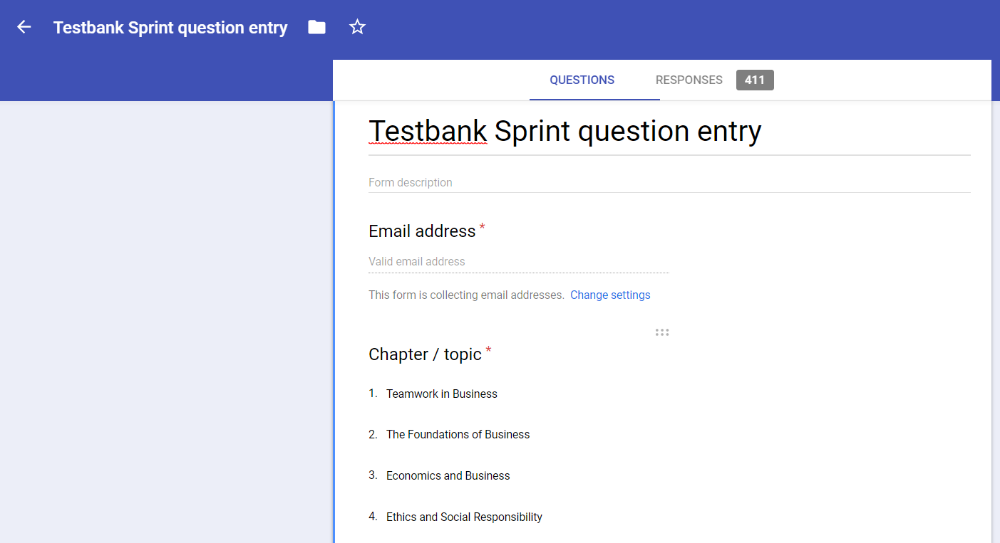 Testbank Sprint question entry
QUESTIONS RESPONSES 411
Testbank Sprint question entry
Form description
Email address *
Valid email address
This form is collecting email addresses. Change settings
Chapter / topic *
1. Teamwork in Business
2. The Foundations of Business
3. Economics and Business
4. Ethics and Social Responsibility